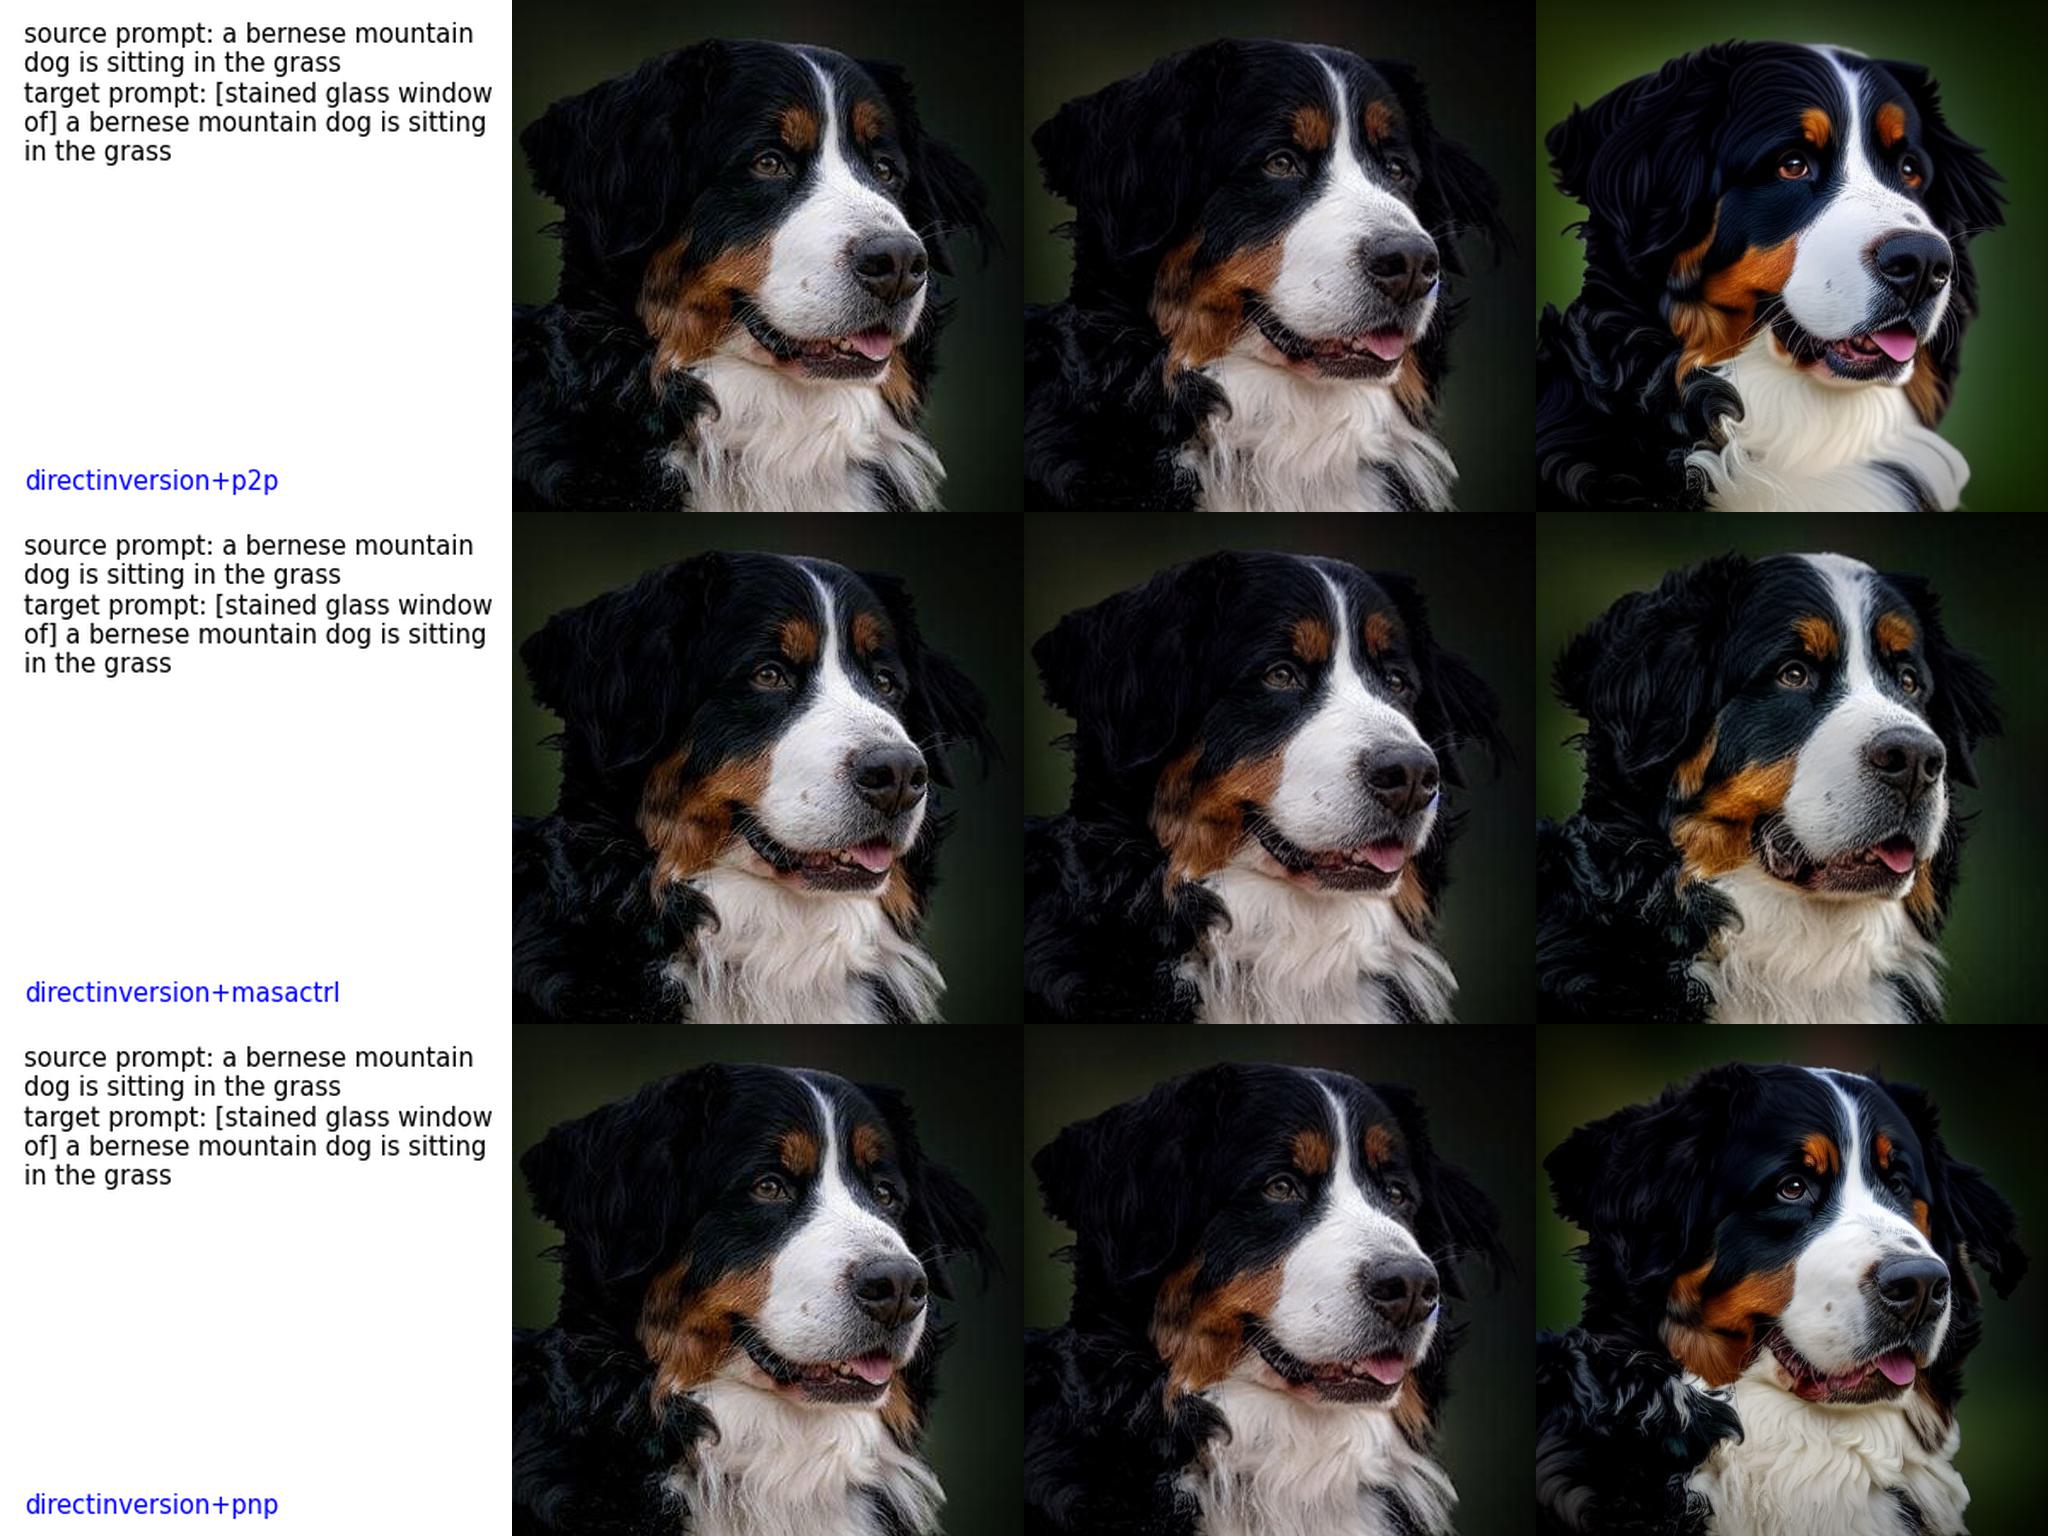 source prompt: a bernese mountain
dog is sitting in the grass
target prompt: [stained glass window
of] a bernese mountain dog is sitting
in the grass
directinversion+p2p
source prompt: a bernese mountain
dog is sitting in the grass
target prompt: [stained glass window
of] a bernese mountain dog is sitting
in the grass
directinversion+masactrl
source prompt: a bernese mountain
dog is sitting in the grass
target prompt: [stained glass window
of] a bernese mountain dog is sitting
in the grass
directinversion+pnp